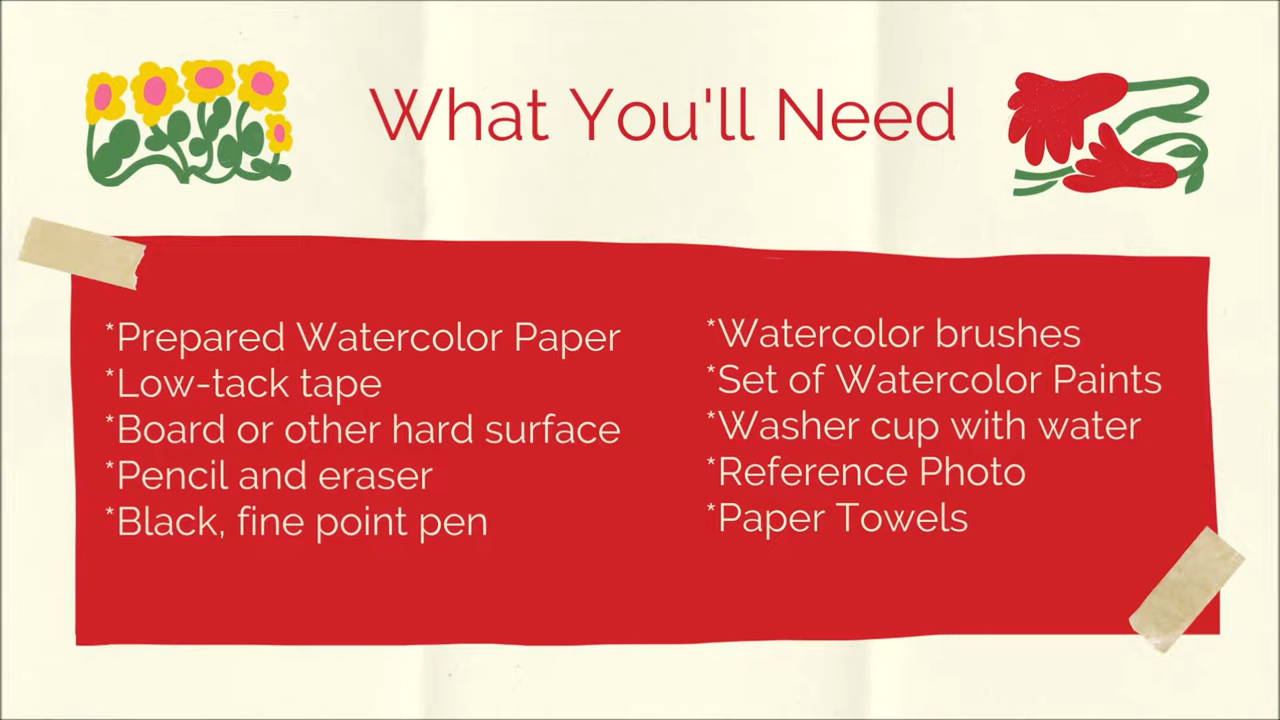 What You'll Need
*Prepared Watercolor Paper
*Low-tack tape
*Board or other hard surface
*Pencil and eraser
*Black, fine point pen
*Watercolor brushes
*Set of Watercolor Paints
*Washer cup with water
*Reference Photo
*Paper Towels